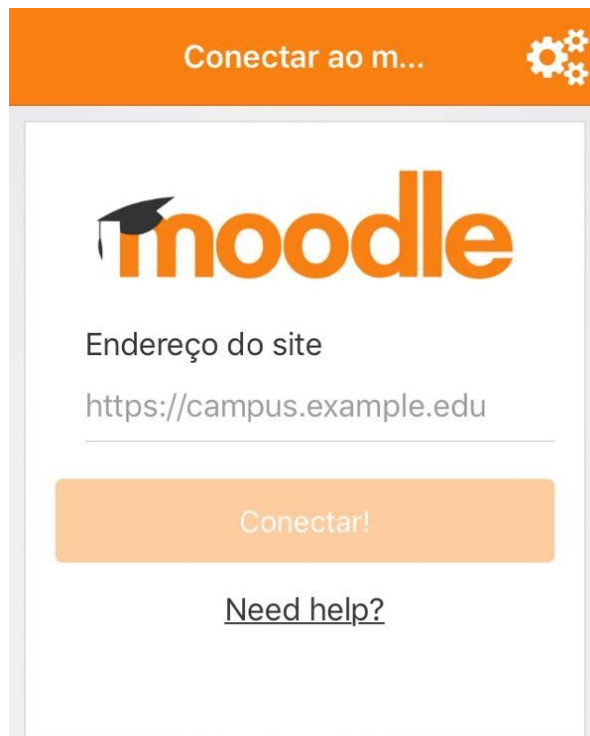 Conectar ao m...
moodle
Endereço do site
https://campus.example.edu
Conectar!
Need help?